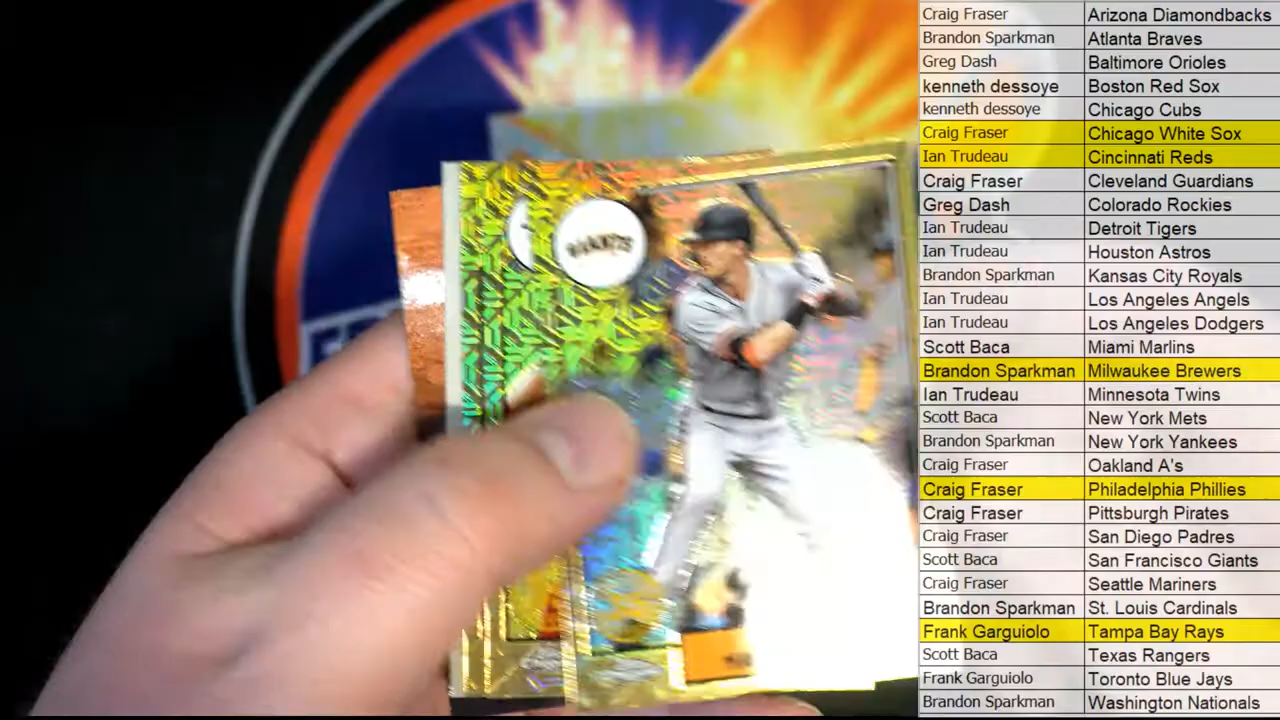 Craig Fraser Arizona Diamondbacks
Brandon Sparkman Atlanta Braves
Greg Dash Baltimore Orioles
kenneth dessoye Boston Red Sox
kenneth dessoye Chicago Cubs
Craig Fraser Chicago White Sox
Ian Trudeau Cincinnati Reds
Craig Fraser Cleveland Guardians
Greg Dash Colorado Rockies
Ian Trudeau Detroit Tigers
Ian Trudeau Houston Astros
Brandon Sparkman Kansas City Royals
Ian Trudeau Los Angeles Angels
Ian Trudeau Los Angeles Dodgers
Scott Baca Miami Marlins
Brandon Sparkman Milwaukee Brewers
Ian Trudeau Minnesota Twins
Scott Baca New York Mets
Brandon Sparkman New York Yankees
Craig Fraser Oakland A's
Craig Fraser Philadelphia Phillies
Craig Fraser Pittsburgh Pirates
Craig Fraser San Diego Padres
Scott Baca San Francisco Giants
Craig Fraser Seattle Mariners
Brandon Sparkman St. Louis Cardinals
Frank Garguiolo Tampa Bay Rays
Scott Baca Texas Rangers
Frank Garguiolo Toronto Blue Jays
Brandon Sparkman Washington Nationals
GIANTS